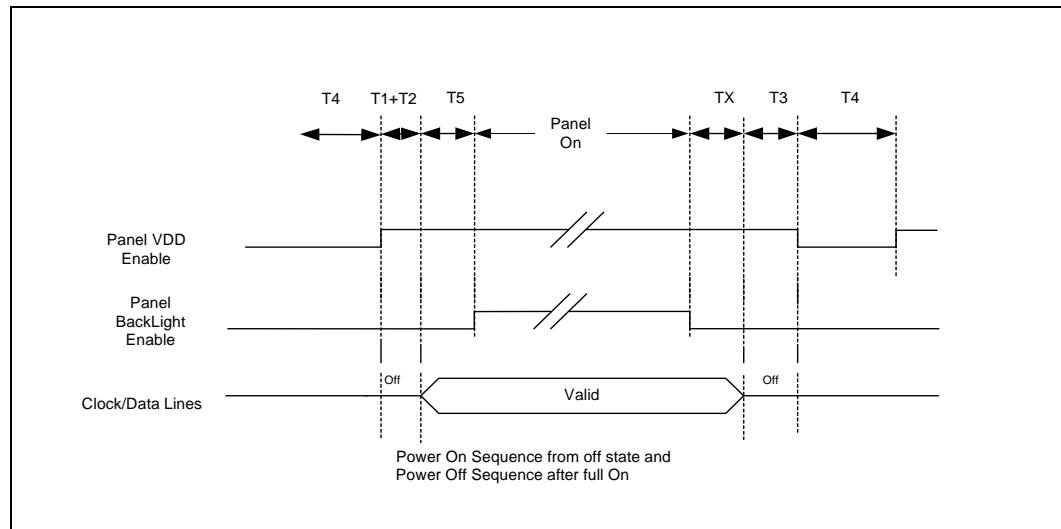 T4 T1+T2 T5 TX T3 T4
Panel
On
Panel VDD
Enable
Panel
BackLight
Enable
Off Off
Clock/Data Lines Valid
Power On Sequence from off state and
Power Off Sequence after full On